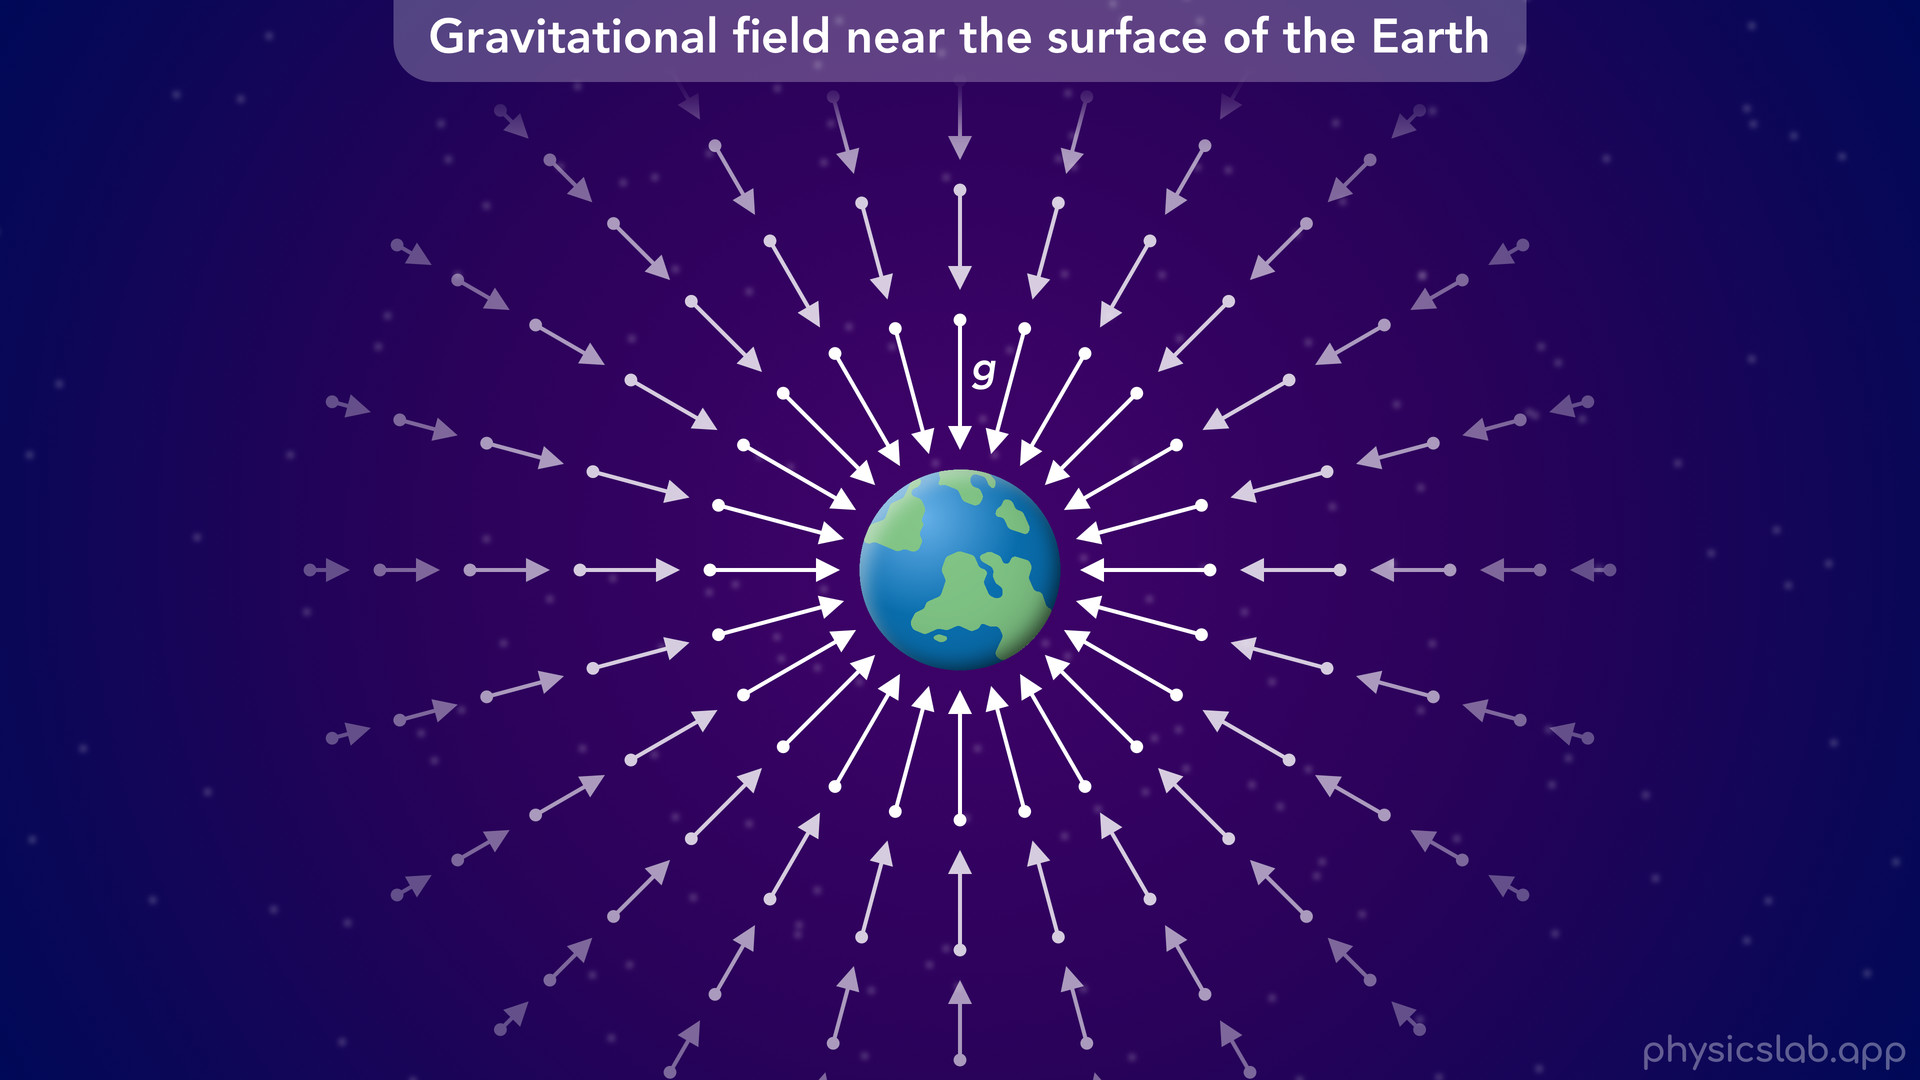 Gravitational field near the surface of the Earth
g
physicslab.app